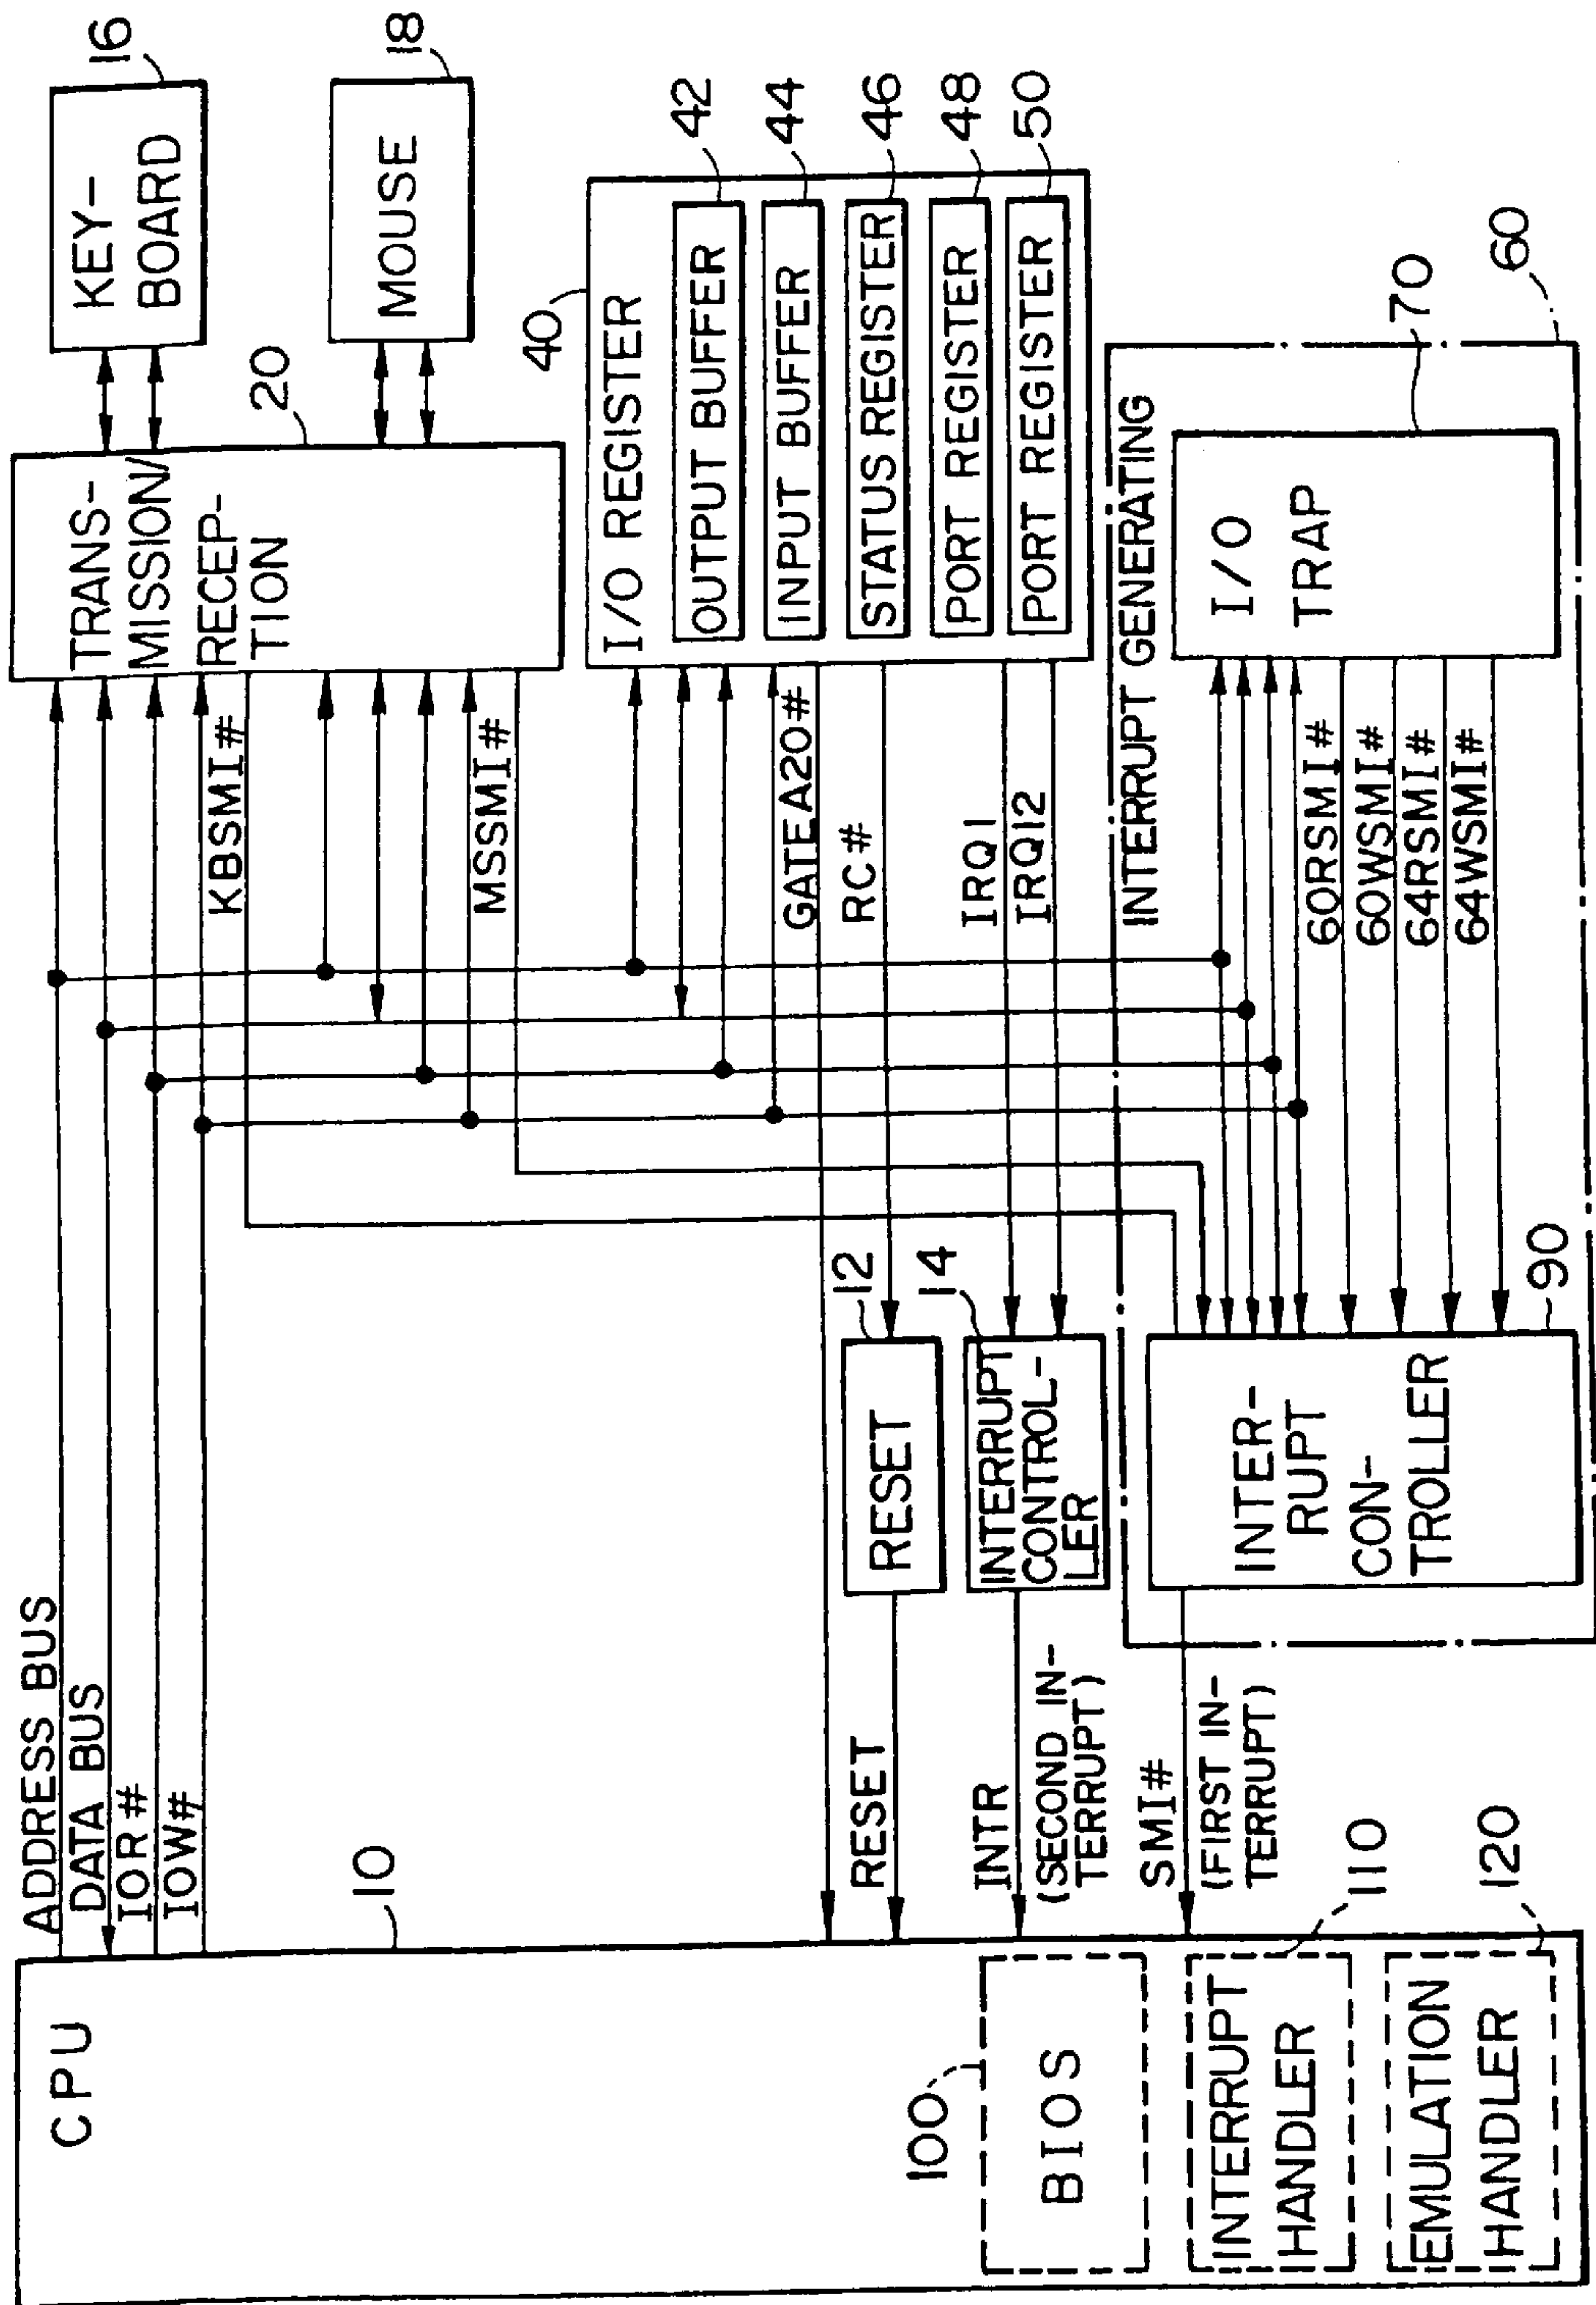 CPU
10
100
BIOS
INTERRUPT
HANDLER
110
EMULATION
HANDLER
120
ADDRESS BUS
DATA BUS
IOR#
IOW#
RESET
INTR
(SECOND IN-
TERRUPT)
SMI#
(FIRST IN-
TERRUPT)
RESET
12
INTERRUPT
CONTROL-
LER
14
INTER-
RUPT
CON-
TROLLER
90
KBSMI#
MSSMI#
GATEA20#
RC#
IRQ1
IRQ12
INTERRUPT GENERATING
60RSMI#
60WSMI#
64RSMI#
64WSMI#
TRANS-
MISSION/
RECEP-
TION
20
I/O REGISTER
40
OUTPUT BUFFER
42
INPUT BUFFER
44
STATUS REGISTER
46
PORT REGISTER
48
PORT REGISTER
50
I/O
TRAP
70
60
KEY-
BOARD
16
MOUSE
18